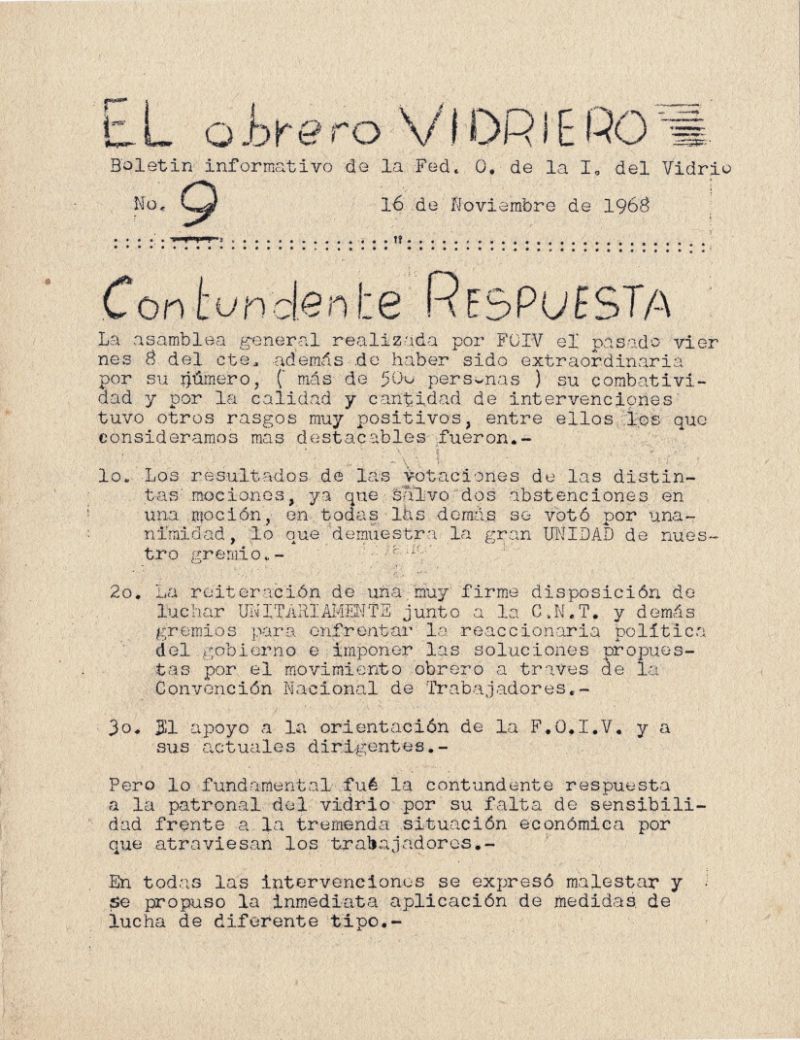 EL obrero VIDRIERO
Boletin informativo de la Fed. O. de la I. del Vidrio
No. 9 16 de Noviembre de 1968
Contundente RESPUESTA
La asamblea general realizada por FOIV el pasado vier
nes 8 del cte. además de haber sido extraordinaria
por su número, ( más de 500 personas ) su combativi-
dad y por la calidad y cantidad de intervenciones
tuvo otros rasgos muy positivos, entre ellos los que
consideramos mas destacables fueron.-
1o. Los resultados de las votaciones de las distin-
tas mociones, ya que salvo dos abstenciones en
una moción, en todas las demás se votó por una-
nimidad, lo que demuestra la gran UNIDAD de nues-
tro gremio.-
2o. La reiteración de una muy firme disposición de
luchar UNITARIAMENTE junto a la C.N.T. y demás
gremios para enfrentar la reaccionaria política
del gobierno e imponer las soluciones propues-
tas por el movimiento obrero a traves de la
Convención Nacional de Trabajadores.-
3o. El apoyo a la orientación de la F.O.I.V. y a
sus actuales dirigentes.-
Pero lo fundamental fué la contundente respuesta
a la patronal del vidrio por su falta de sensibili-
dad frente a la tremenda situación económica por
que atraviesan los trabajadores.-
En todas las intervenciones se expresó malestar y
se propuso la inmediata aplicación de medidas de
lucha de diferente tipo.-